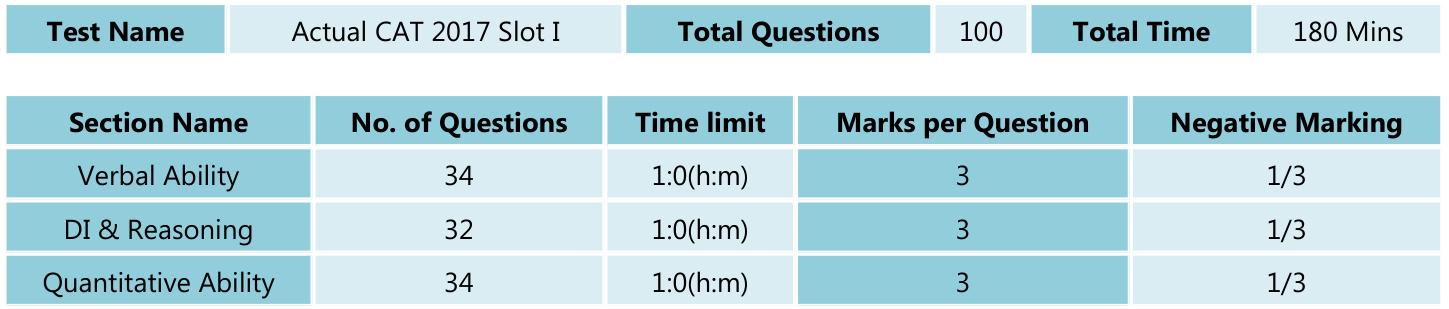 Test Name Actual CAT 2017 Slot I Total Questions 100 Total Time 180 Mins
Section Name No. of Questions Time limit Marks per Question Negative Marking
Verbal Ability 34 1:0(h:m) 3 1/3
DI & Reasoning 32 1:0(h:m) 3 1/3
Quantitative Ability 34 1:0(h:m) 3 1/3